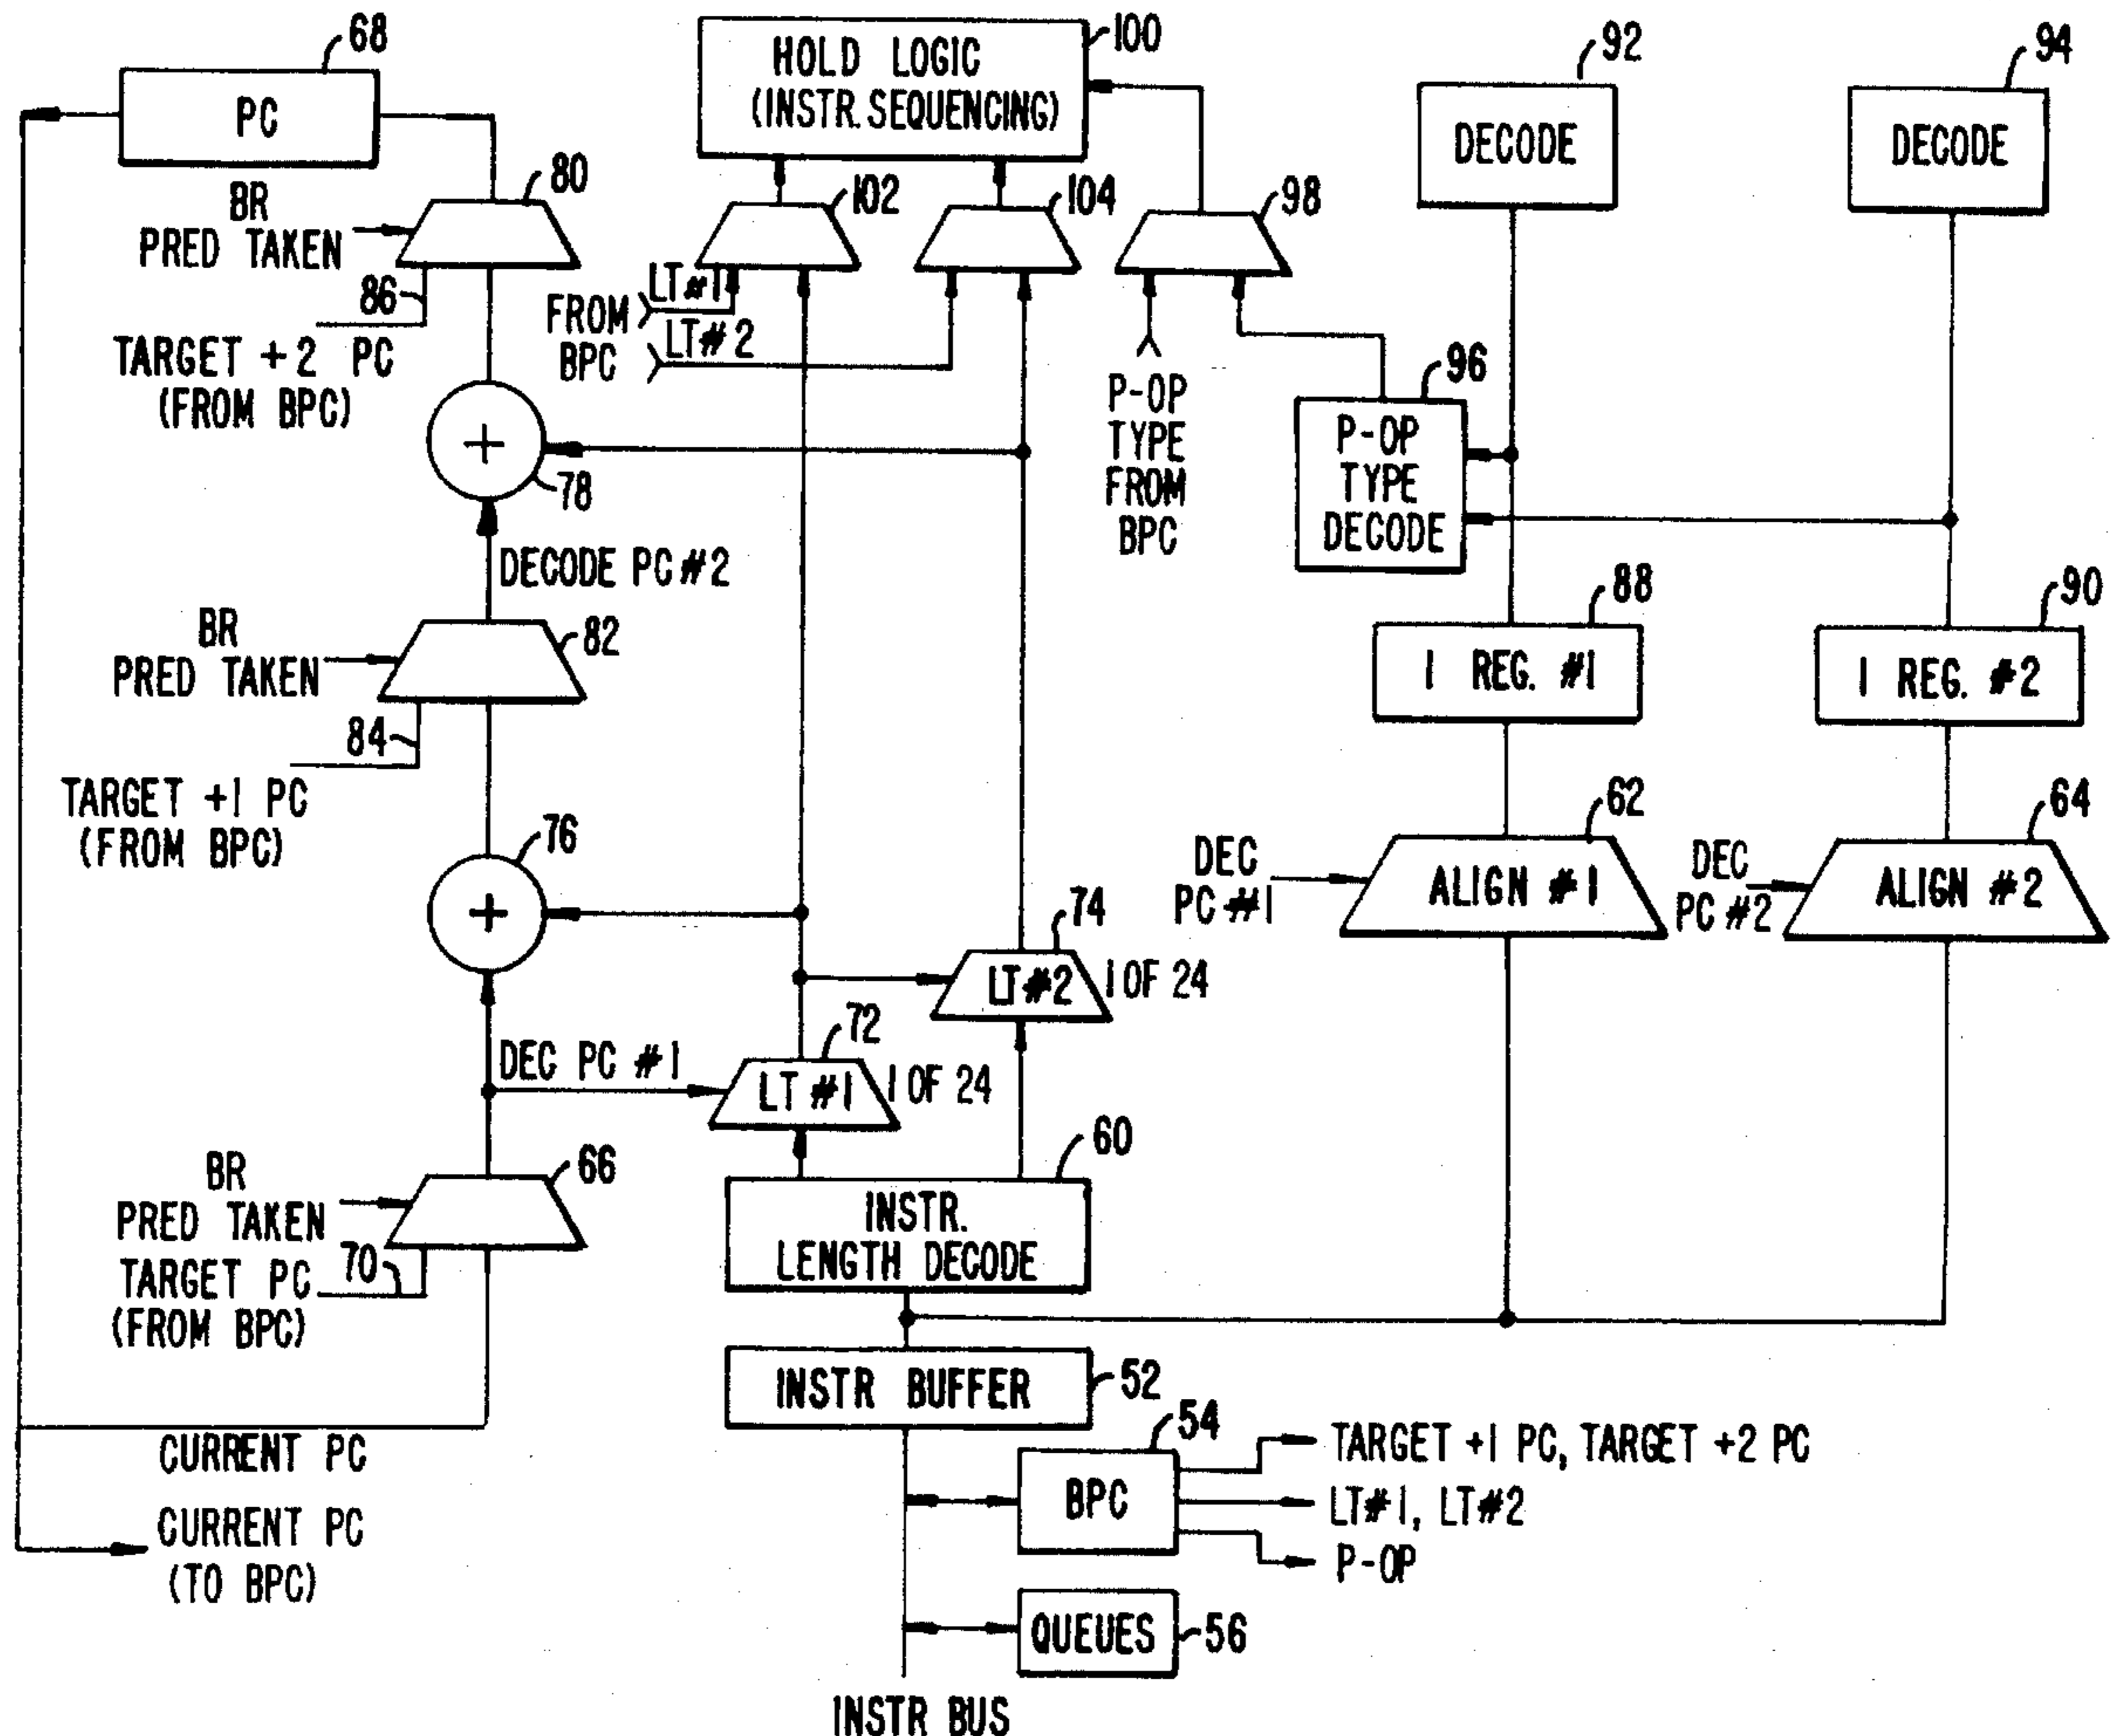 68
PC
HOLD LOGIC
(INSTR. SEQUENCING)
100
92
DECODE
94
DECODE
BR
PRED TAKEN
80
86
TARGET +2 PC
(FROM BPC)
102
104
98
FROM
BPC
LT#1
LT#2
P-OP
TYPE
FROM
BPC
96
P-OP
TYPE
DECODE
+
78
DECODE PC #2
BR
PRED TAKEN
82
84
TARGET +1 PC
(FROM BPC)
88
I REG. #1
90
I REG. #2
76
+
DEC
PC #1
62
ALIGN #1
DEC
PC #2
64
ALIGN #2
74
LT#2
1 OF 24
DEC PC #1
72
LT #1
1 OF 24
BR
PRED TAKEN
66
TARGET PC
(FROM BPC)
70
60
INSTR.
LENGTH DECODE
INSTR BUFFER
52
CURRENT PC
CURRENT PC
(TO BPC)
54
BPC
TARGET +1 PC, TARGET +2 PC
LT#1, LT#2
P-OP
QUEUES
56
INSTR BUS